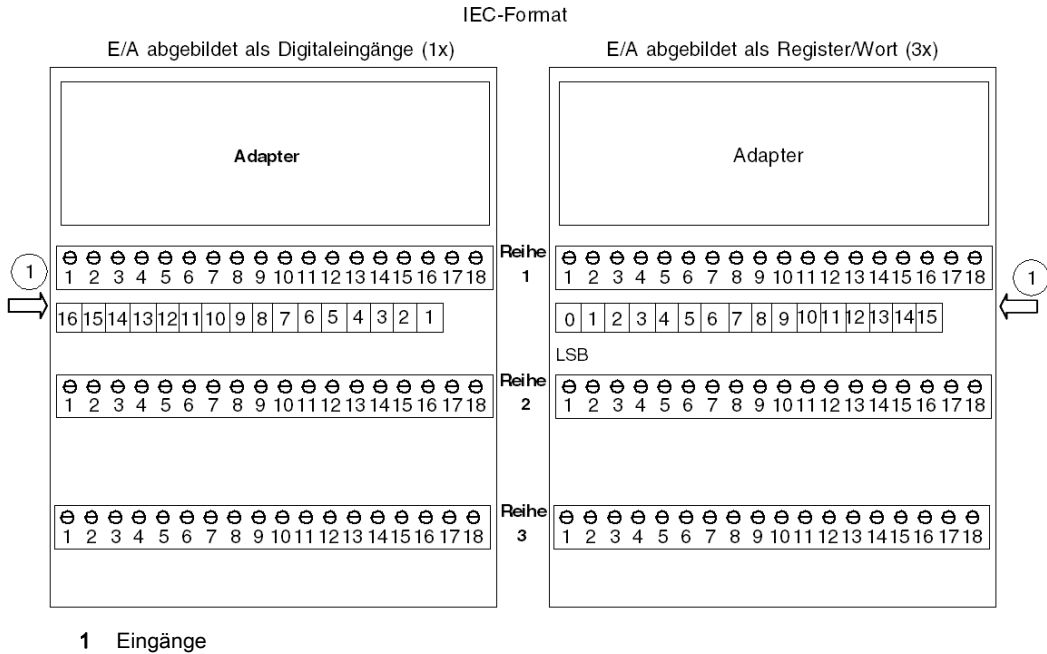 IEC-Format
E/A abgebildet als Digitaleingänge (1x) E/A abgebildet als Register/Wort (3x)
Adapter Adapter
1 1 2 3 4 5 6 7 8 9 10 11 12 13 14 15 16 17 18 Reihe 1 1 2 3 4 5 6 7 8 9 10 11 12 13 14 15 16 17 18 1
16 15 14 13 12 11 10 9 8 7 6 5 4 3 2 1 0 1 2 3 4 5 6 7 8 9 10 11 12 13 14 15
LSB
1 2 3 4 5 6 7 8 9 10 11 12 13 14 15 16 17 18 Reihe 2 1 2 3 4 5 6 7 8 9 10 11 12 13 14 15 16 17 18
1 2 3 4 5 6 7 8 9 10 11 12 13 14 15 16 17 18 Reihe 3 1 2 3 4 5 6 7 8 9 10 11 12 13 14 15 16 17 18
1 Eingänge